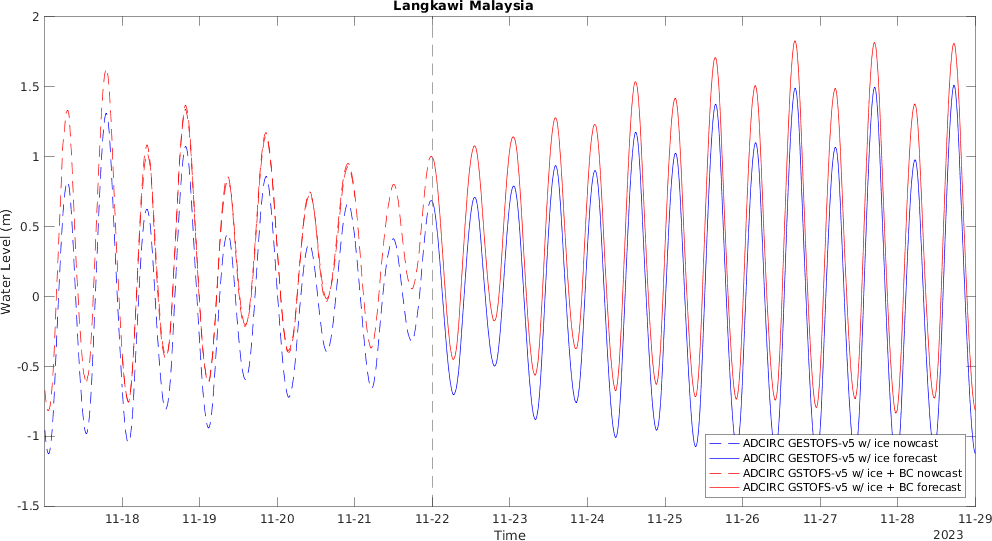 Langkawi Malaysia
2
1.5
1
0.5
0
-0.5
-1
-1.5
Water Level (m)
ADCIRC GESTOFS-v5 w/ ice nowcast
ADCIRC GESTOFS-v5 w/ ice forecast
ADCIRC GSTOFS-v5 w/ ice + BC nowcast
ADCIRC GSTOFS-v5 w/ ice + BC forecast
11-18 11-19 11-20 11-21 11-22 11-23 11-24 11-25 11-26 11-27 11-28 11-29
Time
2023